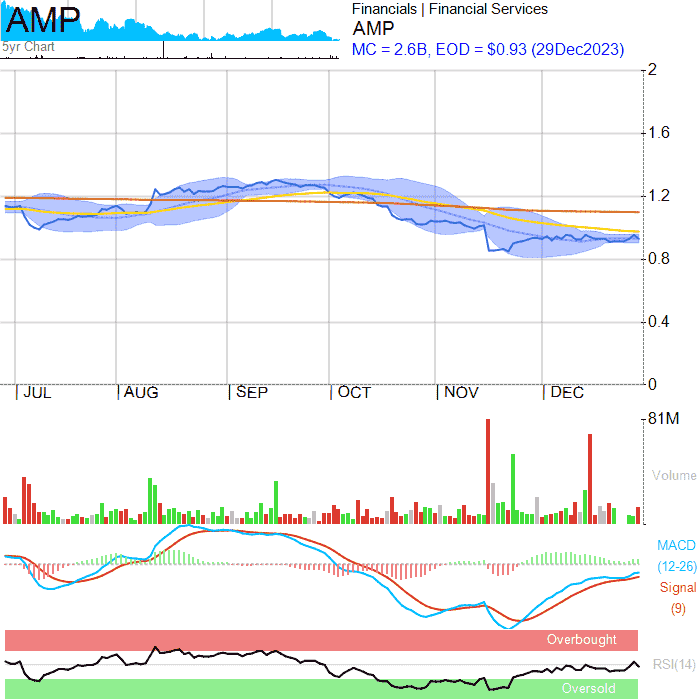 AMP
5yr Chart
Financials | Financial Services
AMP
MC = 2.6B, EOD = $0.93 (29Dec2023)
2
1.6
1.2
0.8
0.4
0
| JUL | AUG | SEP | OCT | NOV | DEC
81M
Volume
MACD
(12-26)
Signal
(9)
Overbought
RSI(14)
Oversold